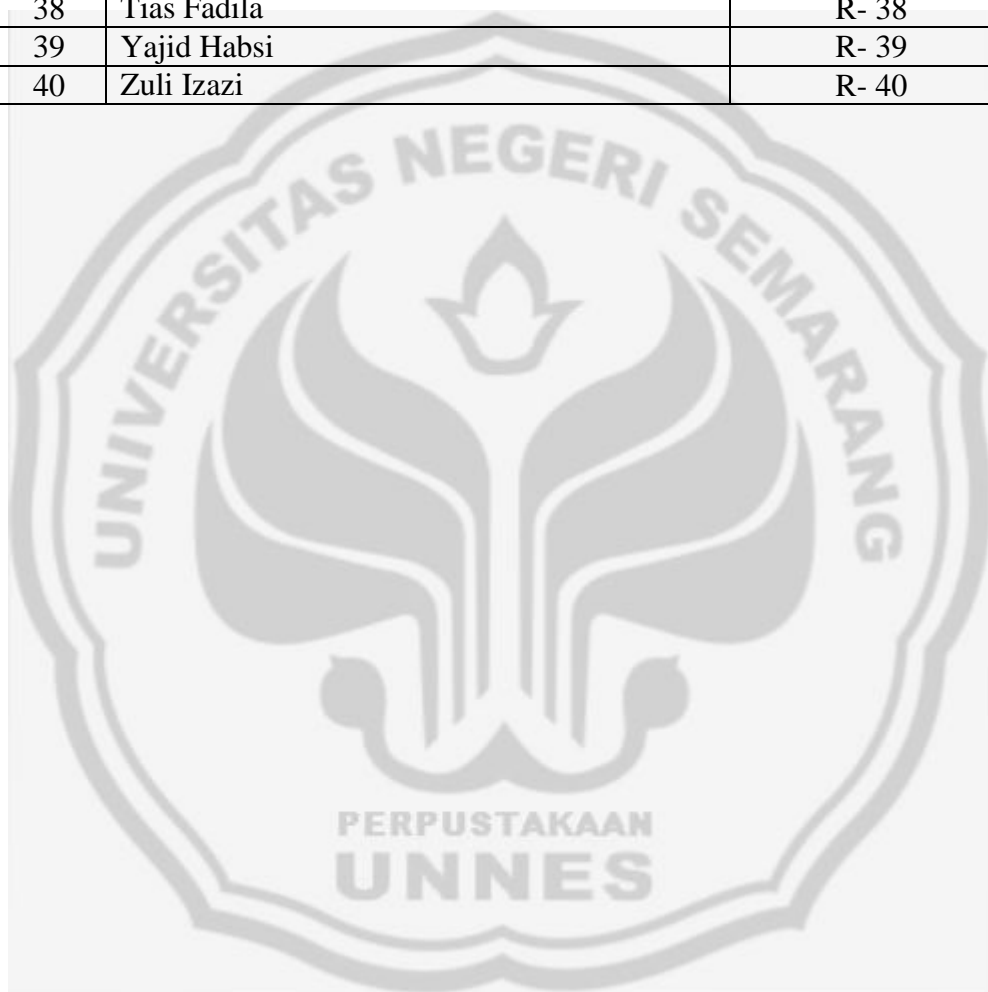 38 Tias Fadila R- 38
39 Yajid Habsi R- 39
40 Zuli Izazi R- 40
UNIVERSITAS NEGERI SEMARANG
PERPUSTAKAAN
UNNES